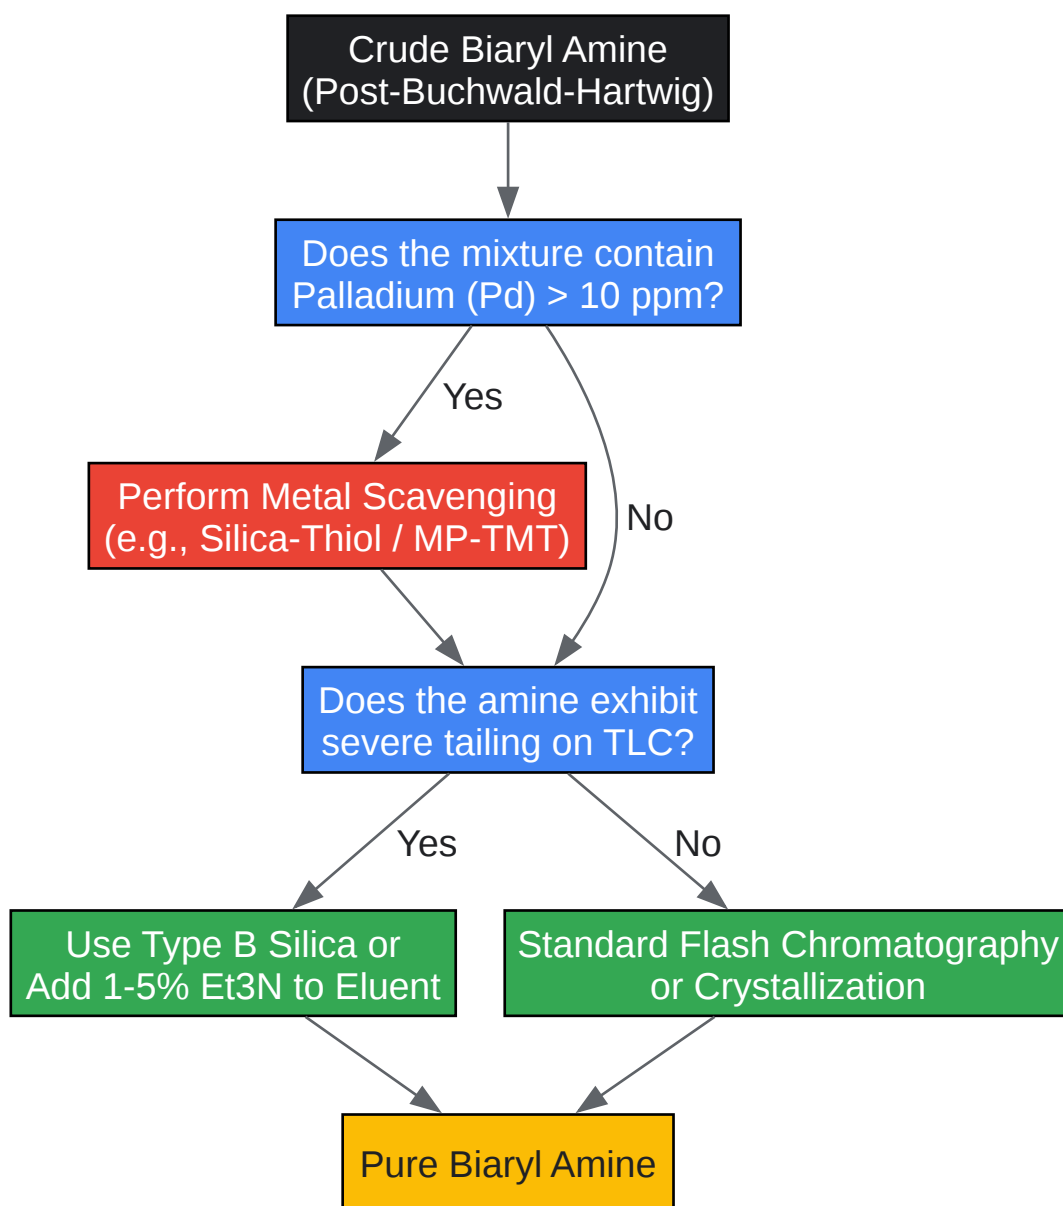 Crude Biaryl Amine
(Post-Buchwald-Hartwig)
Does the mixture contain
Palladium (Pd) > 10 ppm?
Yes
Perform Metal Scavenging
(e.g., Silica-Thiol / MP-TMT)
No
Does the amine exhibit
severe tailing on TLC?
Yes
No
Use Type B Silica or
Add 1-5% Et3N to Eluent
Standard Flash Chromatography
or Crystallization
Pure Biaryl Amine